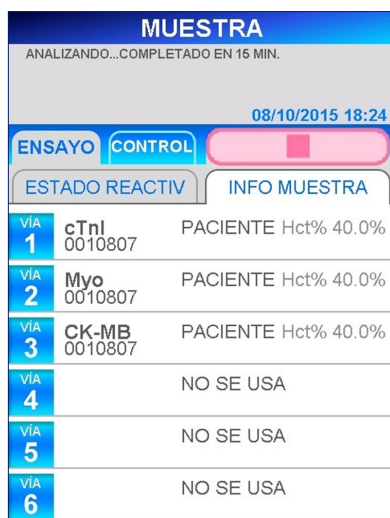 MUESTRA
ANALIZANDO...COMPLETADO EN 15 MIN.
08/10/2015 18:24
ENSAYO CONTROL
ESTADO REACTIV INFO MUESTRA
VÍA 1 cTnI 0010807 PACIENTE Hct% 40.0%
VÍA 2 Myo 0010807 PACIENTE Hct% 40.0%
VÍA 3 CK-MB 0010807 PACIENTE Hct% 40.0%
VÍA 4 NO SE USA
VÍA 5 NO SE USA
VÍA 6 NO SE USA